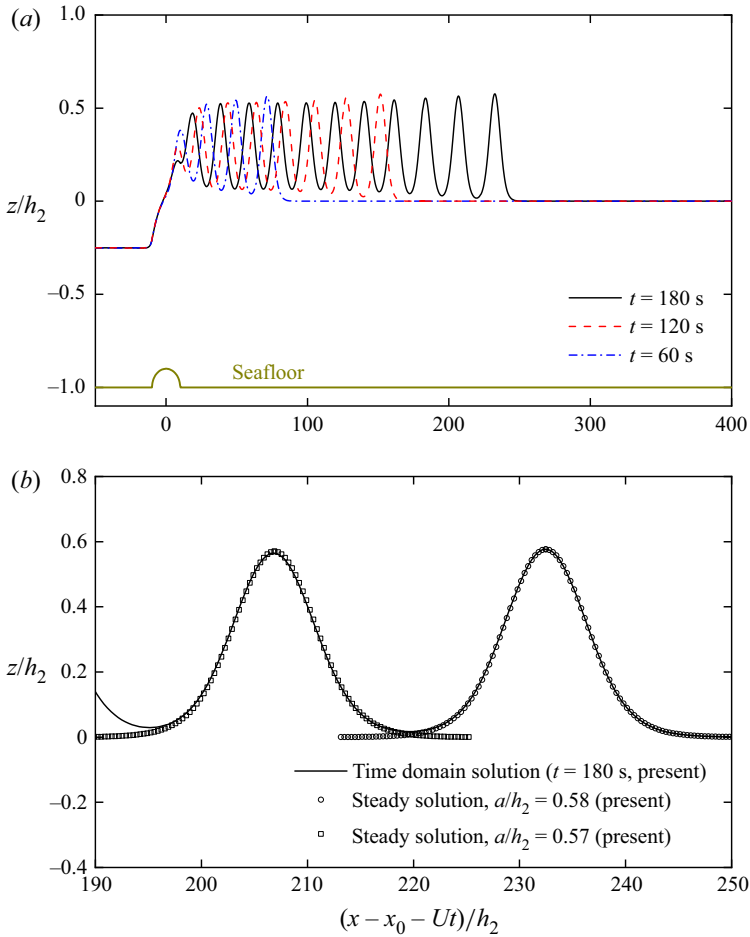 (a)
1.0
0.5
z/h2
0
–0.5
–1.0
t = 180 s
t = 120 s
t = 60 s
Seafloor
0 100 200 300 400
(b)
0.8
0.6
0.4
z/h2
0.2
0
–0.2
–0.4
Time domain solution (t = 180 s, present)
Steady solution, a/h2 = 0.58 (present)
Steady solution, a/h2 = 0.57 (present)
190 200 210 220 230 240 250
(x – x0 – Ut)/h2